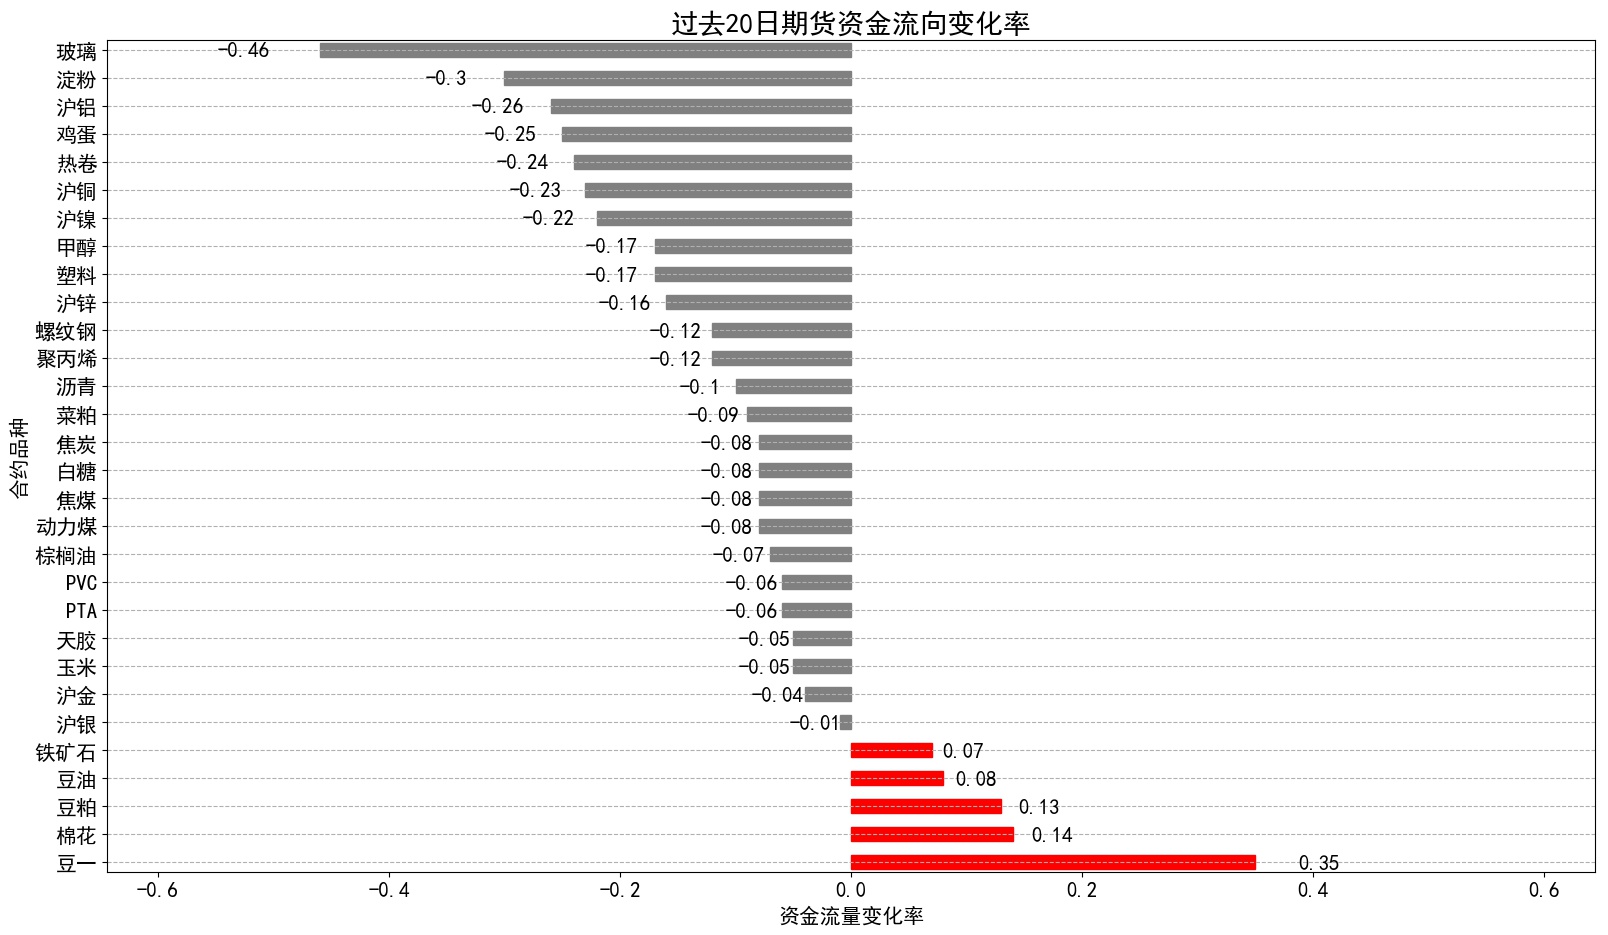 过去20日期货资金流向变化率
玻璃 -0.46
淀粉 -0.3
沪铝 -0.26
鸡蛋 -0.25
热卷 -0.24
沪铜 -0.23
沪镍 -0.22
甲醇 -0.17
塑料 -0.17
沪锌 -0.16
螺纹钢 -0.12
聚丙烯 -0.12
沥青 -0.1
菜粕 -0.09
焦炭 -0.08
白糖 -0.08
焦煤 -0.08
动力煤 -0.08
棕榈油 -0.07
PVC -0.06
PTA -0.06
天胶 -0.05
玉米 -0.05
沪金 -0.04
沪银 -0.01
铁矿石 0.07
豆油 0.08
豆粕 0.13
棉花 0.14
豆一 0.35
合约品种
-0.6 -0.4 -0.2 0.0 0.2 0.4 0.6
资金流量变化率